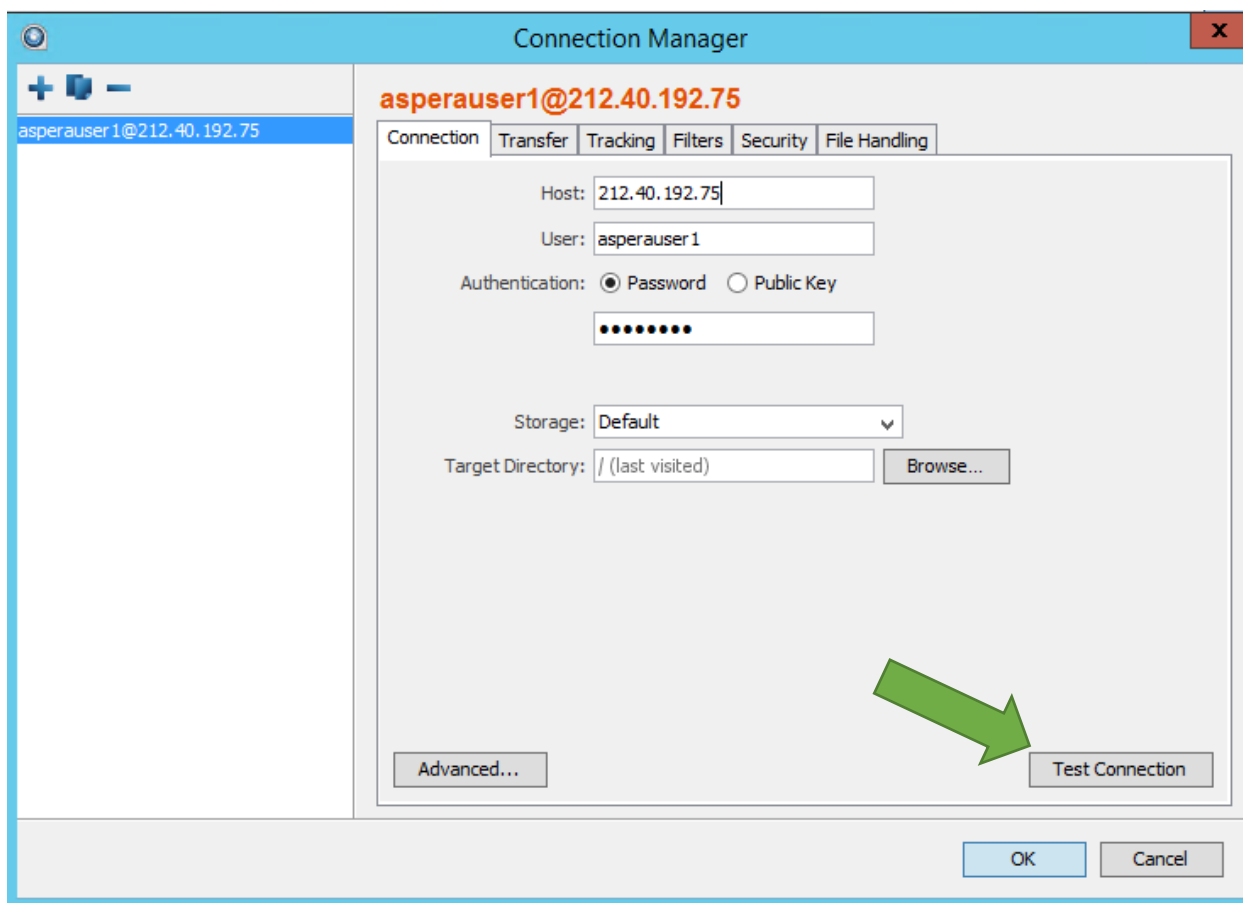 Connection Manager
x
asperauser1@212.40.192.75
asperauser1@212.40.192.75
Connection Transfer Tracking Filters Security File Handling
Host: 212.40.192.75
User: asperauser1
Authentication: Password Public Key
••••••••
Storage: Default
Target Directory: / (last visited) Browse...
Advanced... Test Connection
OK Cancel